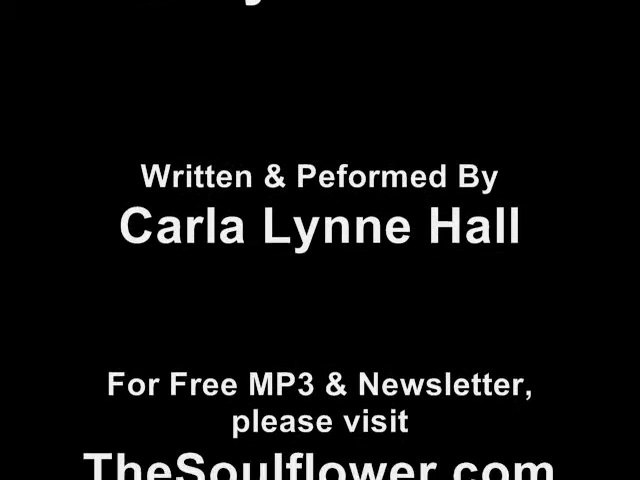 Written & Peformed By
Carla Lynne Hall
For Free MP3 & Newsletter,
please visit
TheSoulflower.com